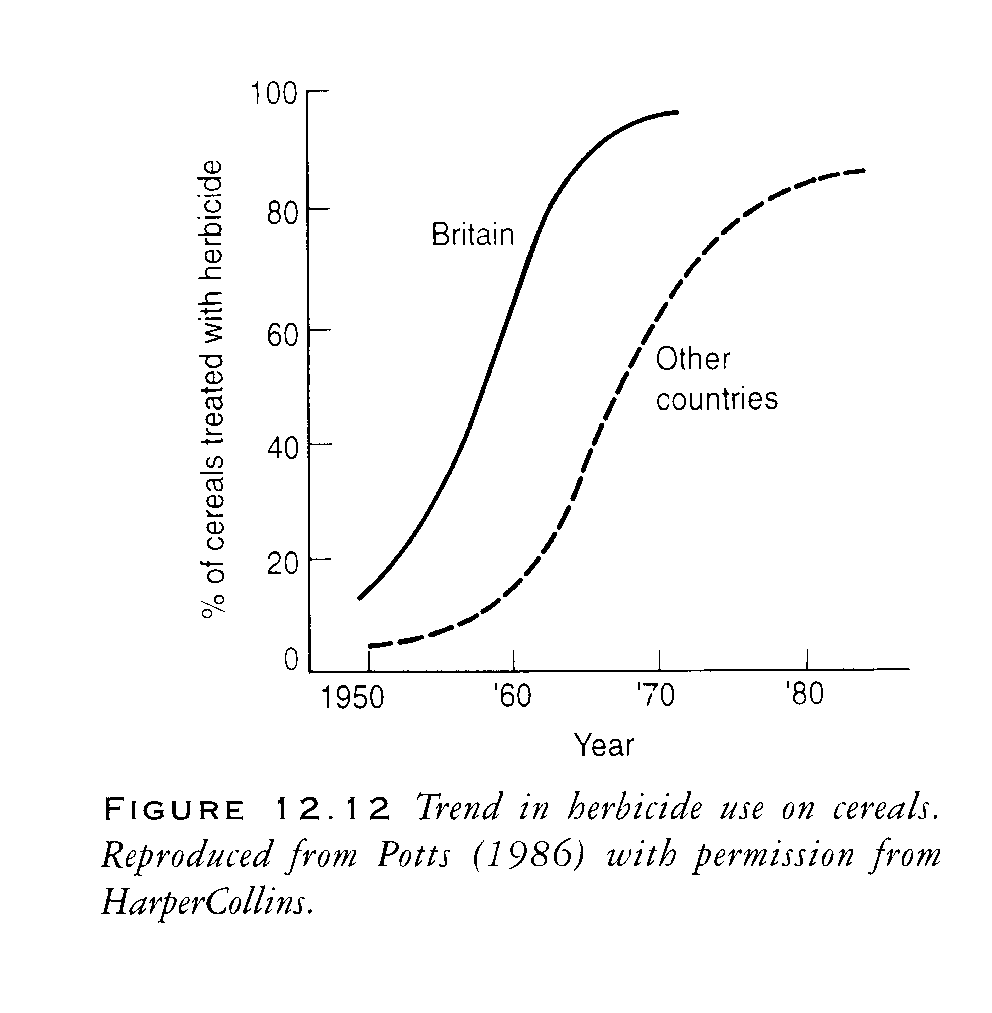 100
80
60
40
20
0
% of cereals treated with herbicide
Britain
Other
countries
1950 '60 '70 '80
Year
FIGURE 12.12 Trend in herbicide use on cereals.
Reproduced from Potts (1986) with permission from
HarperCollins.